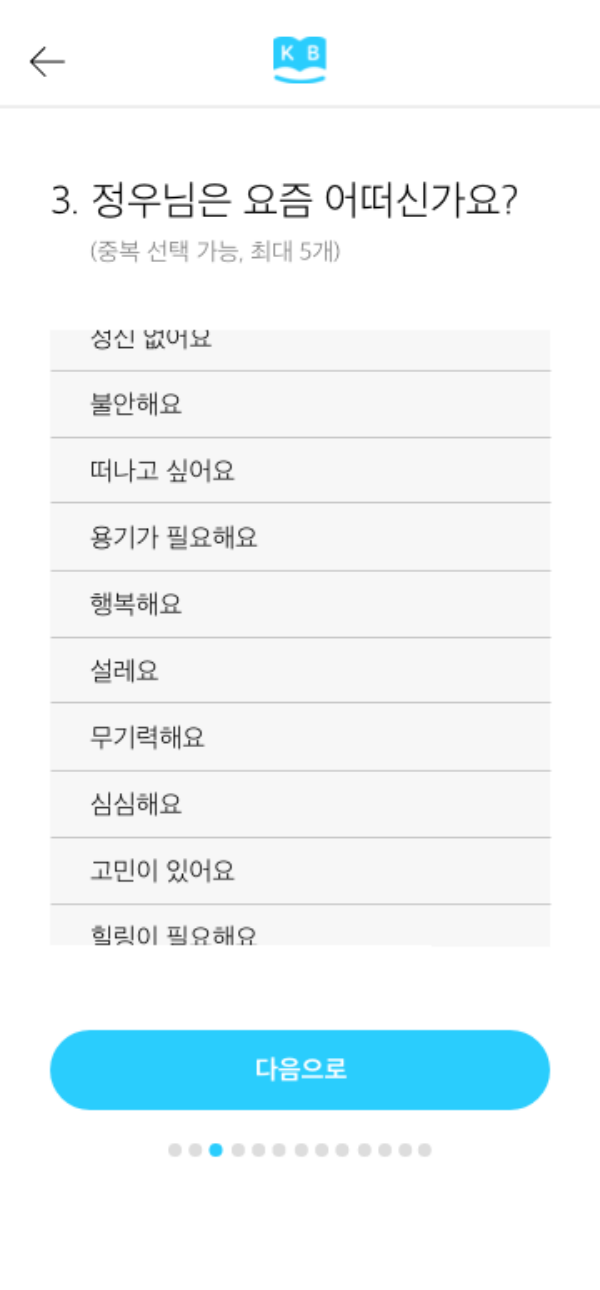 K B
3. 정우님은 요즘 어떠신가요?
(중복 선택 가능, 최대 5개)
정신 없어요
불안해요
떠나고 싶어요
용기가 필요해요
행복해요
설레요
무기력해요
심심해요
고민이 있어요
힐링이 필요해요
다음으로